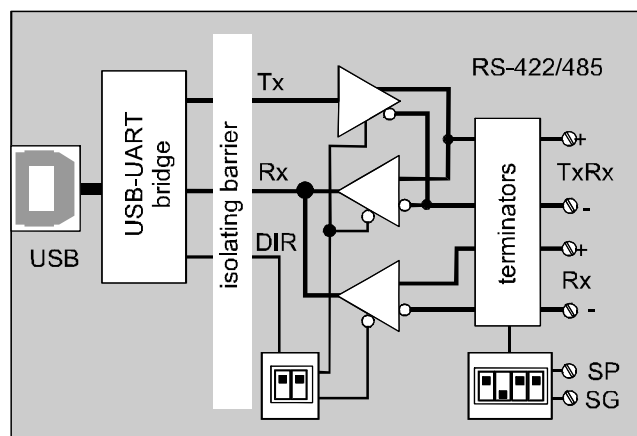 RS-422/485
Tx
+
TxRx
-
Rx
+
Rx
-
DIR
USB
USB-UART
bridge
isolating barrier
terminators
SP
SG